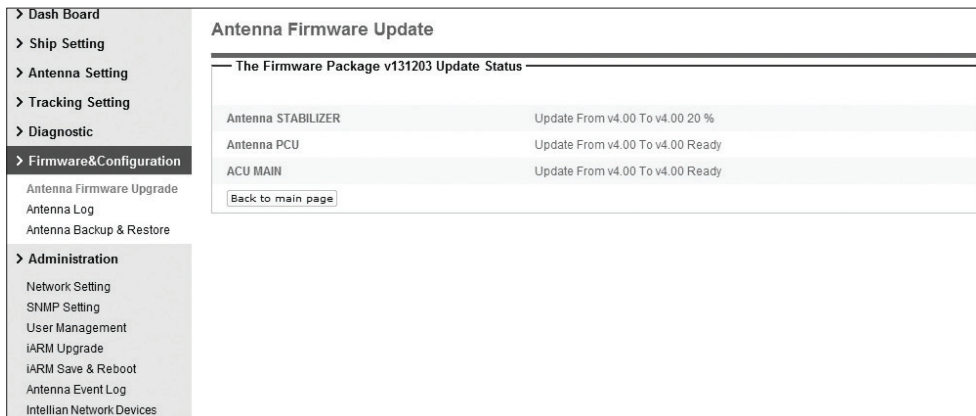 > Dash Board
> Ship Setting
> Antenna Setting
> Tracking Setting
> Diagnostic
> Firmware&Configuration
Antenna Firmware Upgrade
Antenna Log
Antenna Backup & Restore
> Administration
Network Setting
SNMP Setting
User Management
iARM Upgrade
iARM Save & Reboot
Antenna Event Log
Intellian Network Devices
Antenna Firmware Update
The Firmware Package v131203 Update Status
Antenna STABILIZER Update From v4.00 To v4.00 20 %
Antenna PCU Update From v4.00 To v4.00 Ready
ACU MAIN Update From v4.00 To v4.00 Ready
Back to main page